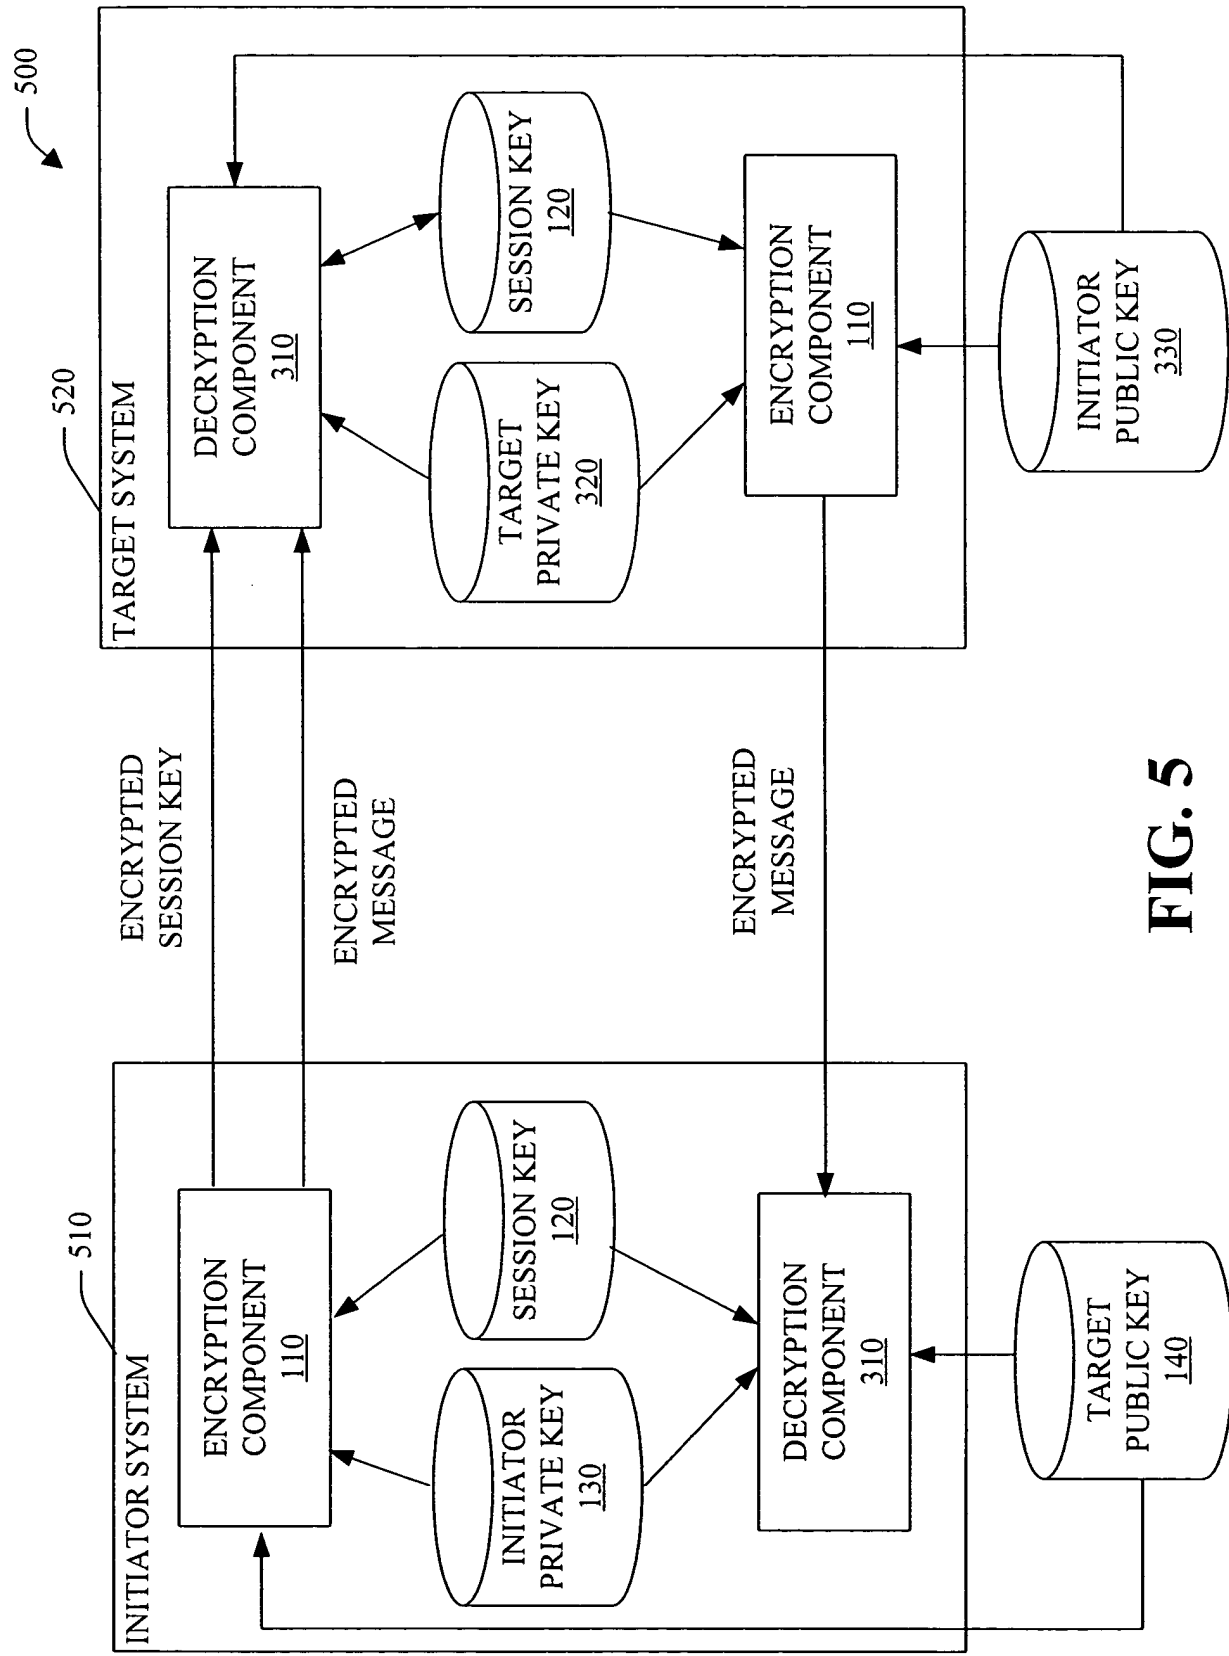 500
510
INITIATOR SYSTEM
ENCRYPTION
COMPONENT
110
INITIATOR
PRIVATE KEY
130
SESSION KEY
120
DECRYPTION
COMPONENT
310
TARGET
PUBLIC KEY
140
ENCRYPTED
SESSION KEY
ENCRYPTED
MESSAGE
ENCRYPTED
MESSAGE
520
TARGET SYSTEM
DECRYPTION
COMPONENT
310
TARGET
PRIVATE KEY
320
SESSION KEY
120
ENCRYPTION
COMPONENT
110
INITIATOR
PUBLIC KEY
330
FIG. 5